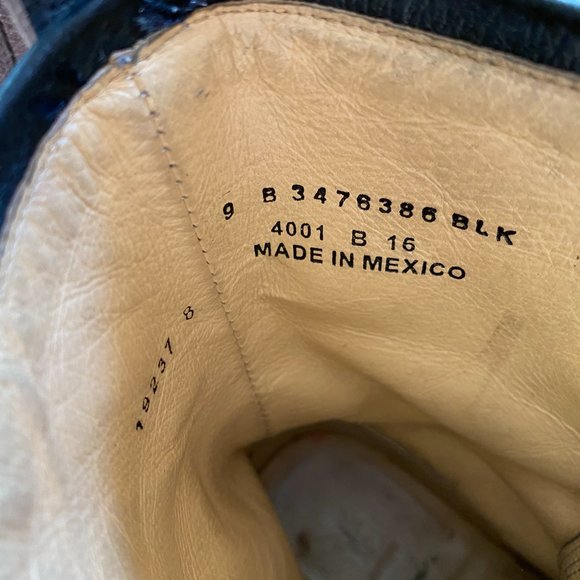 9 B 3476386 BLK
4001 B 16
MADE IN MEXICO
19237 8